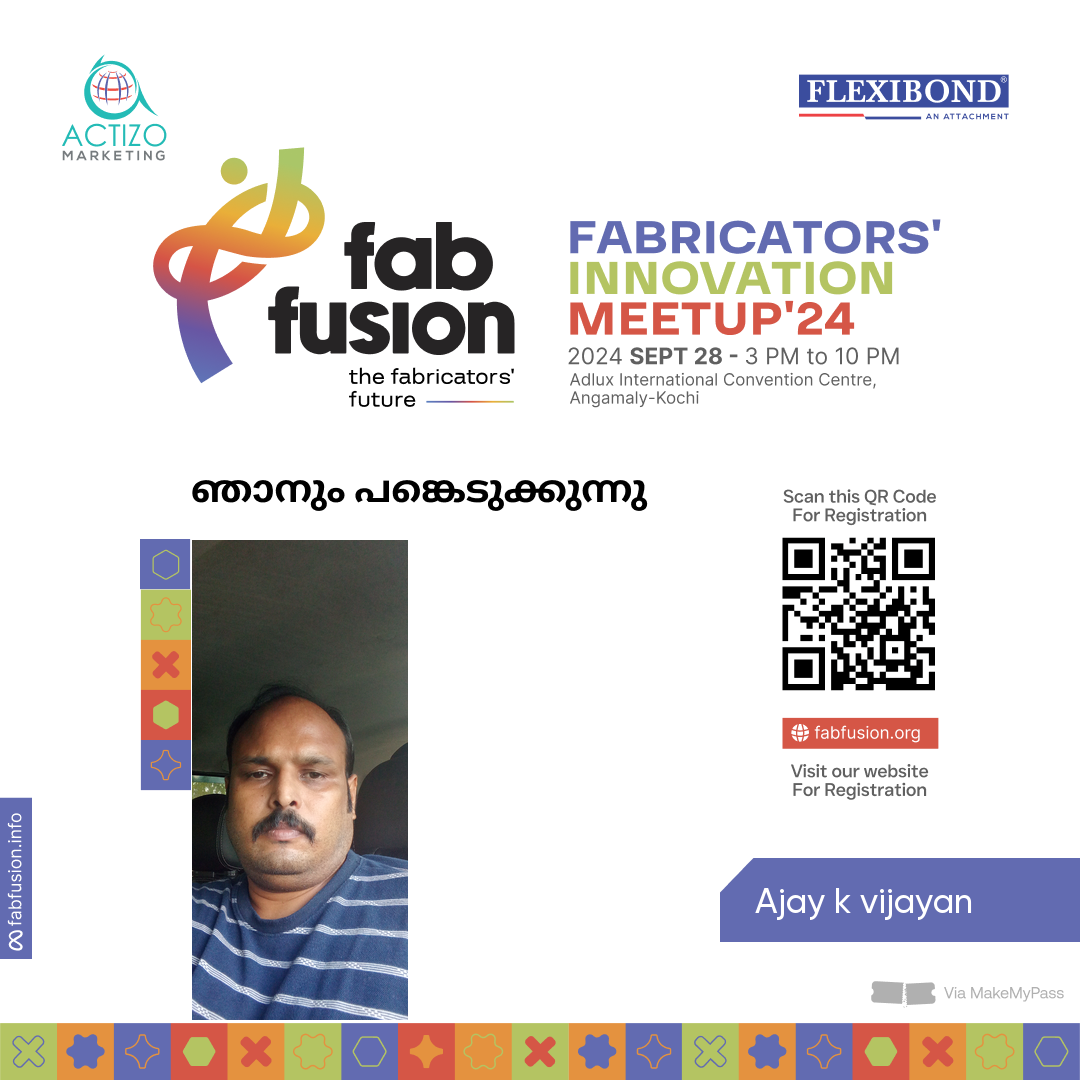 ACTIZO
MARKETING
FLEXIBOND®
AN ATTACHMENT
fab
fusion
the fabricators'
future
FABRICATORS'
INNOVATION
MEETUP'24
2024 SEPT 28 - 3 PM to 10 PM
Adlux International Convention Centre,
Angamaly-Kochi
ഞാനും പങ്കെടുക്കുന്നു
Scan this QR Code
For Registration
fabfusion.org
Visit our website
For Registration
fabfusion.info
Ajay k vijayan
Via MakeMyPass